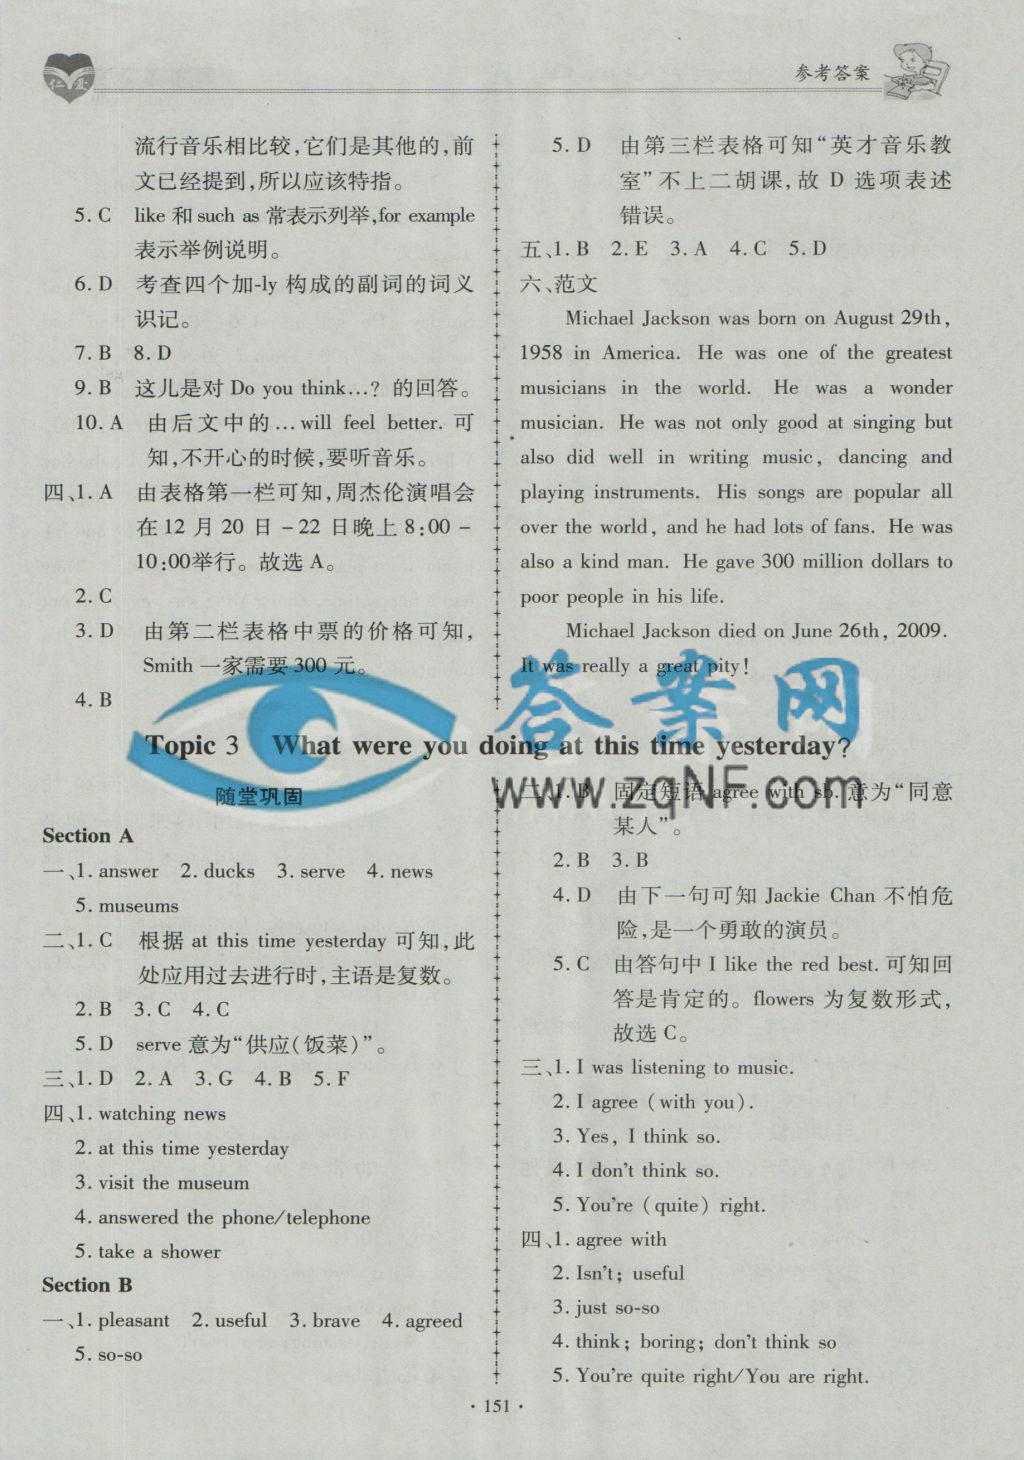 仁爱
参考答案
流行音乐相比较,它们是其他的,前
文已经提到,所以应该特指。
5. C like 和 such as 常表示列举,for example
表示举例说明。
6. D 考查四个加-ly 构成的副词的词义
识记。
7. B 8. D
9. B 这儿是对 Do you think…? 的回答。
10. A 由后文中的…will feel better. 可
知,不开心的时候,要听音乐。
四、1. A 由表格第一栏可知,周杰伦演唱会
在 12 月 20 日 – 22 日晚上 8:00 –
10:00举行。故选 A。
2. C
3. D 由第二栏表格中票的价格可知,
Smith 一家需要 300 元。
4. B
5. D 由第三栏表格可知“英才音乐教
室”不上二胡课,故 D 选项表述
错误。
五、1. B 2. E 3. A 4. C 5. D
六、范文
Michael Jackson was born on August 29th,
1958 in America. He was one of the greatest
musicians in the world. He was a wonder
musician. He was not only good at singing but
also did well in writing music, dancing and
playing instruments. His songs are popular all
over the world, and he had lots of fans. He was
also a kind man. He gave 300 million dollars to
poor people in his life.
Michael Jackson died on June 26th, 2009.
It was really a great pity!
答案网
www.zqNF.com
Topic 3 What were you doing at this time yesterday?
随堂巩固
Section A
一、1. answer 2. ducks 3. serve 4. news
5. museums
二、1. C 根据 at this time yesterday 可知,此
处应用过去进行时,主语是复数。
2. B 3. C 4. C
5. D serve 意为“供应(饭菜)”。
三、1. D 2. A 3. G 4. B 5. F
四、1. watching news
2. at this time yesterday
3. visit the museum
4. answered the phone/telephone
5. take a shower
Section B
一、1. pleasant 2. useful 3. brave 4. agreed
5. so-so
二、1. B 固定短语 agree with sb. 意为“同意
某人”。
2. B 3. B
4. D 由下一句可知 Jackie Chan 不怕危
险,是一个勇敢的演员。
5. C 由答句中 I like the red best. 可知回
答是肯定的。flowers 为复数形式,
故选 C。
三、1. I was listening to music.
2. I agree (with you).
3. Yes, I think so.
4. I don't think so.
5. You're (quite) right.
四、1. agree with
2. Isn't; useful
3. just so-so
4. think; boring; don't think so
5. You're quite right/You are right.
· 151 ·